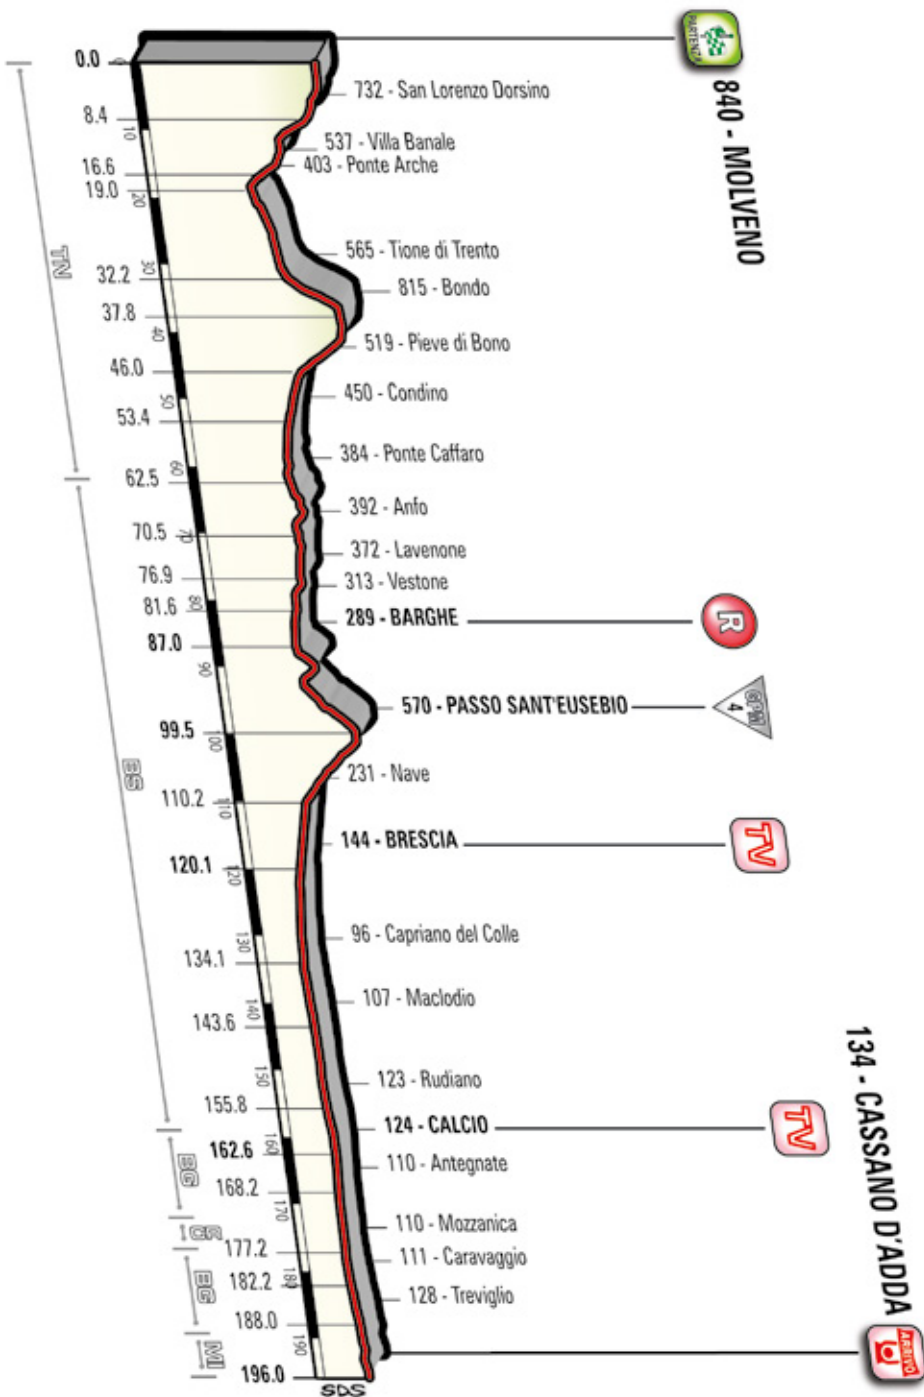 PARTENZA
840 - MOLVENO
732 - San Lorenzo Dorsino
537 - Villa Banale
403 - Ponte Arche
565 - Tione di Trento
815 - Bondo
519 - Pieve di Bono
450 - Condino
384 - Ponte Caffaro
392 - Anfo
372 - Lavenone
313 - Vestone
289 - BARGHE
R
570 - PASSO SANT'EUSEBIO
GPM
4
231 - Nave
144 - BRESCIA
TV
96 - Capriano del Colle
107 - Maclodio
123 - Rudiano
124 - CALCIO
TV
110 - Antegnate
110 - Mozzanica
111 - Caravaggio
128 - Treviglio
134 - CASSANO D'ADDA
ARRIVO
0.0
8.4
16.6
19.0
32.2
37.8
46.0
53.4
62.5
70.5
76.9
81.6
87.0
99.5
110.2
120.1
134.1
143.6
155.8
162.6
168.2
177.2
182.2
188.0
196.0
0
10
20
30
40
50
60
70
80
90
100
110
120
130
140
150
160
170
180
190
TN
BS
BG
CR
BG
MI
SDS